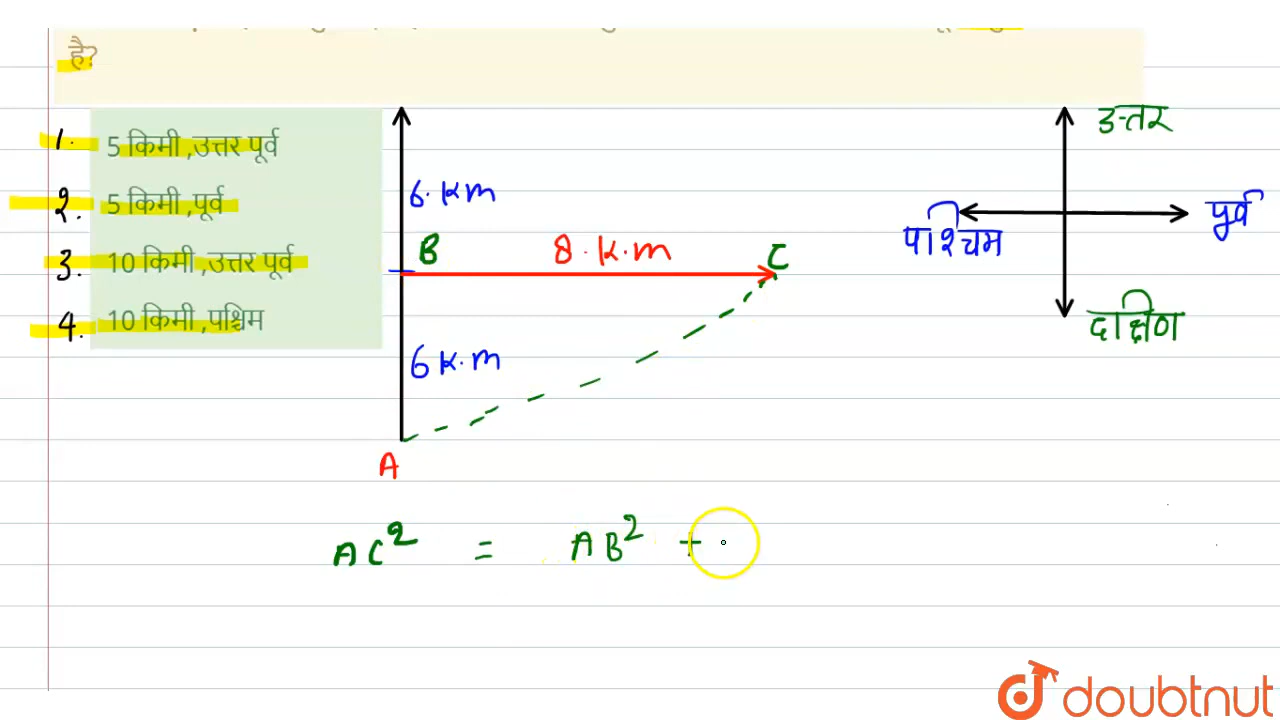 है?
1. 5 किमी ,उत्तर पूर्व
2. 5 किमी ,पूर्व
3. 10 किमी ,उत्तर पूर्व
4. 10 किमी ,पश्चिम
6.km
B
8.k.m
C
6k.m
A
उत्तर
पश्चिम
पूर्व
दक्षिण
AC² = AB² +
doubtnut